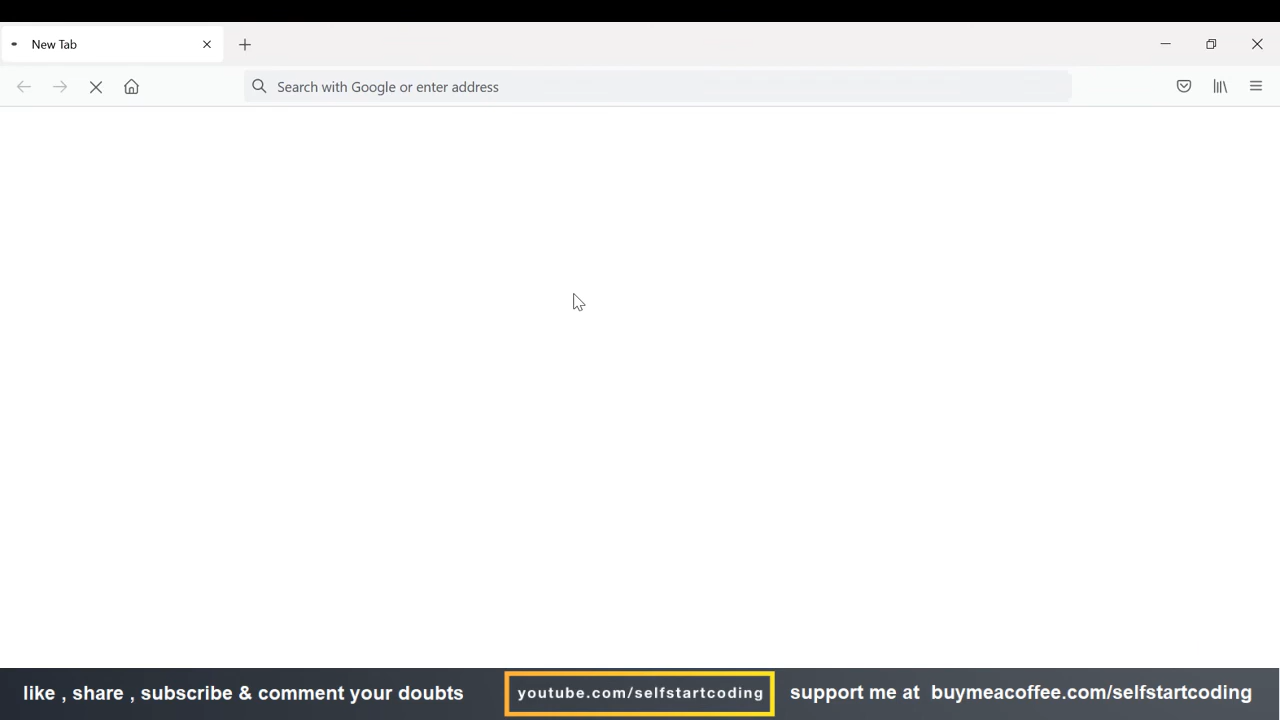 New Tab
Search with Google or enter address
like , share , subscribe & comment your doubts
youtube.com/selfstartcoding
support me at buymeacoffee.com/selfstartcoding